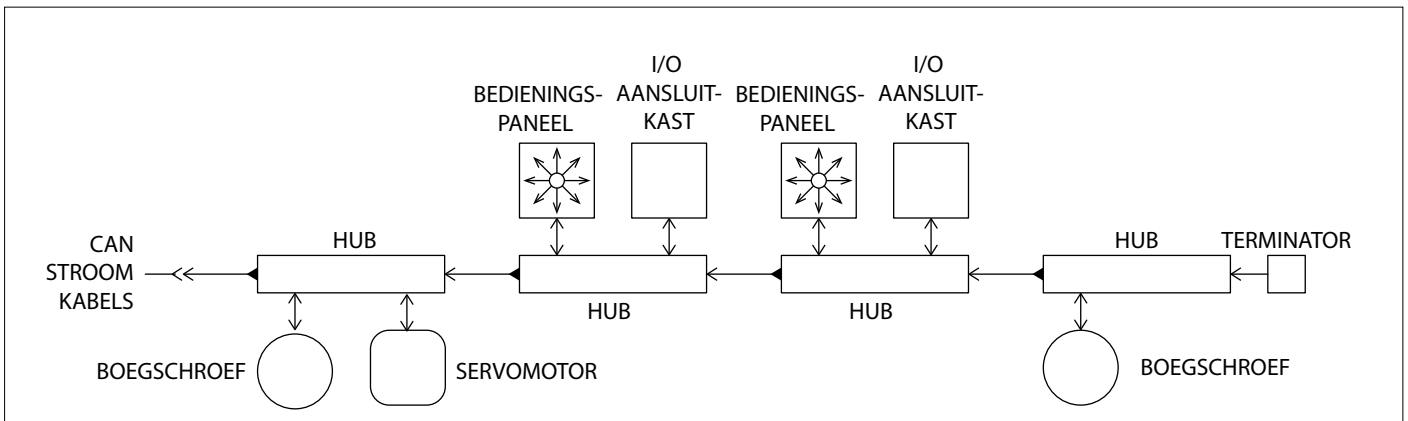 I/O
AANSLUIT-
KAST
BEDIENINGS-
PANEEL
I/O
AANSLUIT-
KAST
BEDIENINGS-
PANEEL
CAN
STROOM
KABELS
HUB
HUB
HUB
HUB
TERMINATOR
BOEGSCHROEF
SERVOMOTOR
BOEGSCHROEF